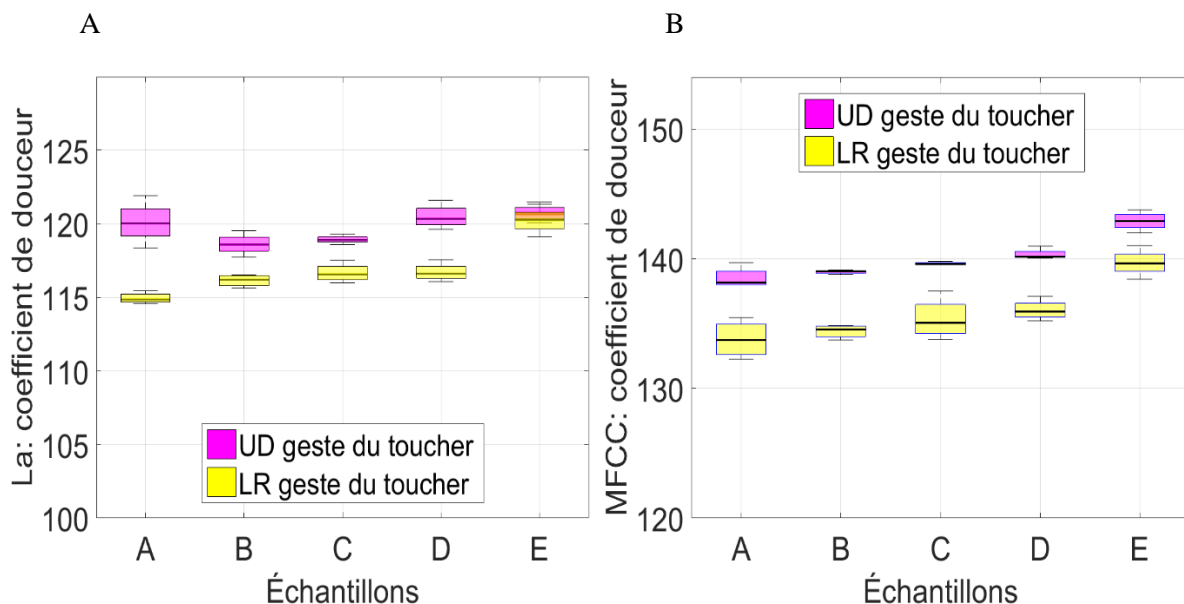 A
La: coefficient de douceur
125
120
115
110
105
100
UD geste du toucher
LR geste du toucher
A B C D E
Échantillons
B
MFCC: coefficient de douceur
150
140
130
120
UD geste du toucher
LR geste du toucher
A B C D E
Échantillons